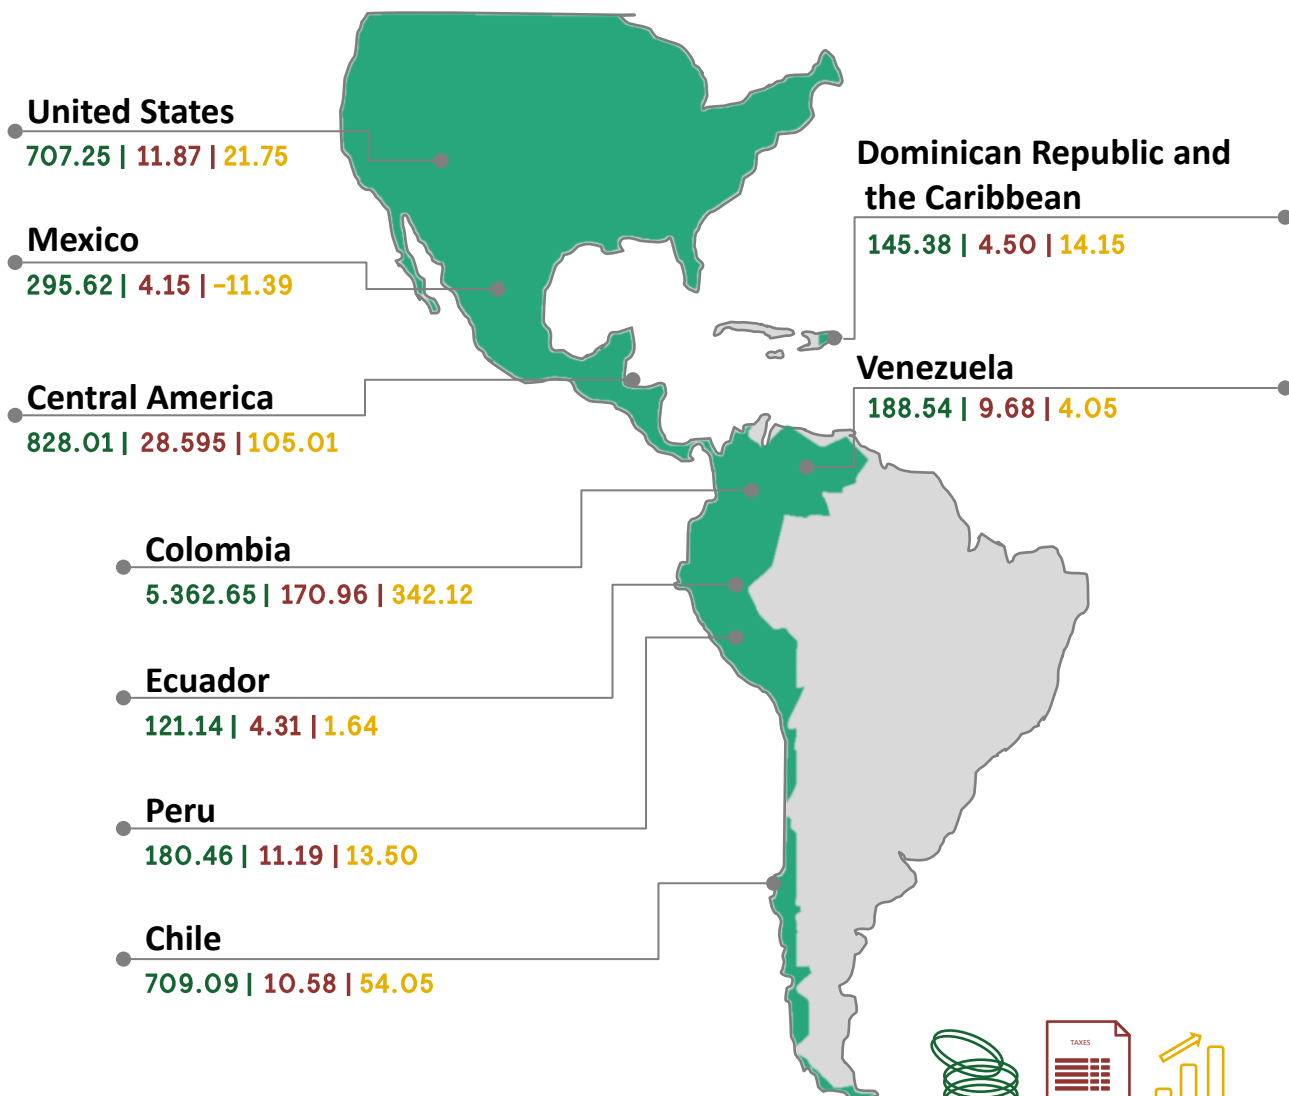 United States
707.25 | 11.87 | 21.75
Mexico
295.62 | 4.15 | -11.39
Central America
828.01 | 28.595 | 105.01
Colombia
5.362.65 | 170.96 | 342.12
Ecuador
121.14 | 4.31 | 1.64
Peru
180.46 | 11.19 | 13.50
Chile
709.09 | 10.58 | 54.05
Dominican Republic and
the Caribbean
145.38 | 4.50 | 14.15
Venezuela
188.54 | 9.68 | 4.05
TAXES